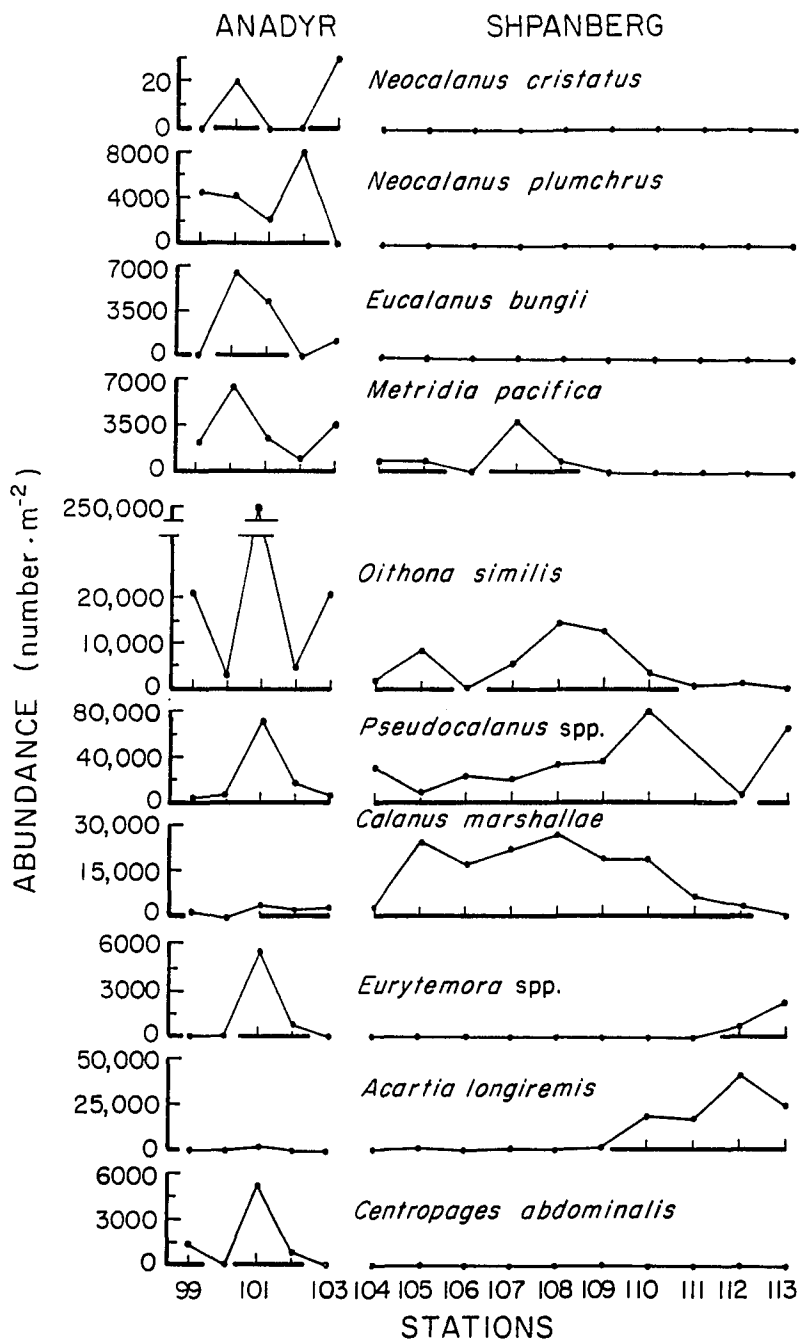 ANADYR SHPANBERG
20
0
Neocalanus cristatus
8000
4000
0
Neocalanus plumchrus
7000
3500
0
Eucalanus bungii
7000
3500
0
Metridia pacifica
250,000
20,000
10,000
0
Oithona similis
80,000
40,000
0
Pseudocalanus spp.
30,000
15,000
0
Calanus marshallae
6000
3000
0
Eurytemora spp.
50,000
25,000
0
Acartia longiremis
6000
3000
0
Centropages abdominalis
99 101 103 104 105 106 107 108 109 110 111 112 113
STATIONS
ABUNDANCE (number·m⁻²)